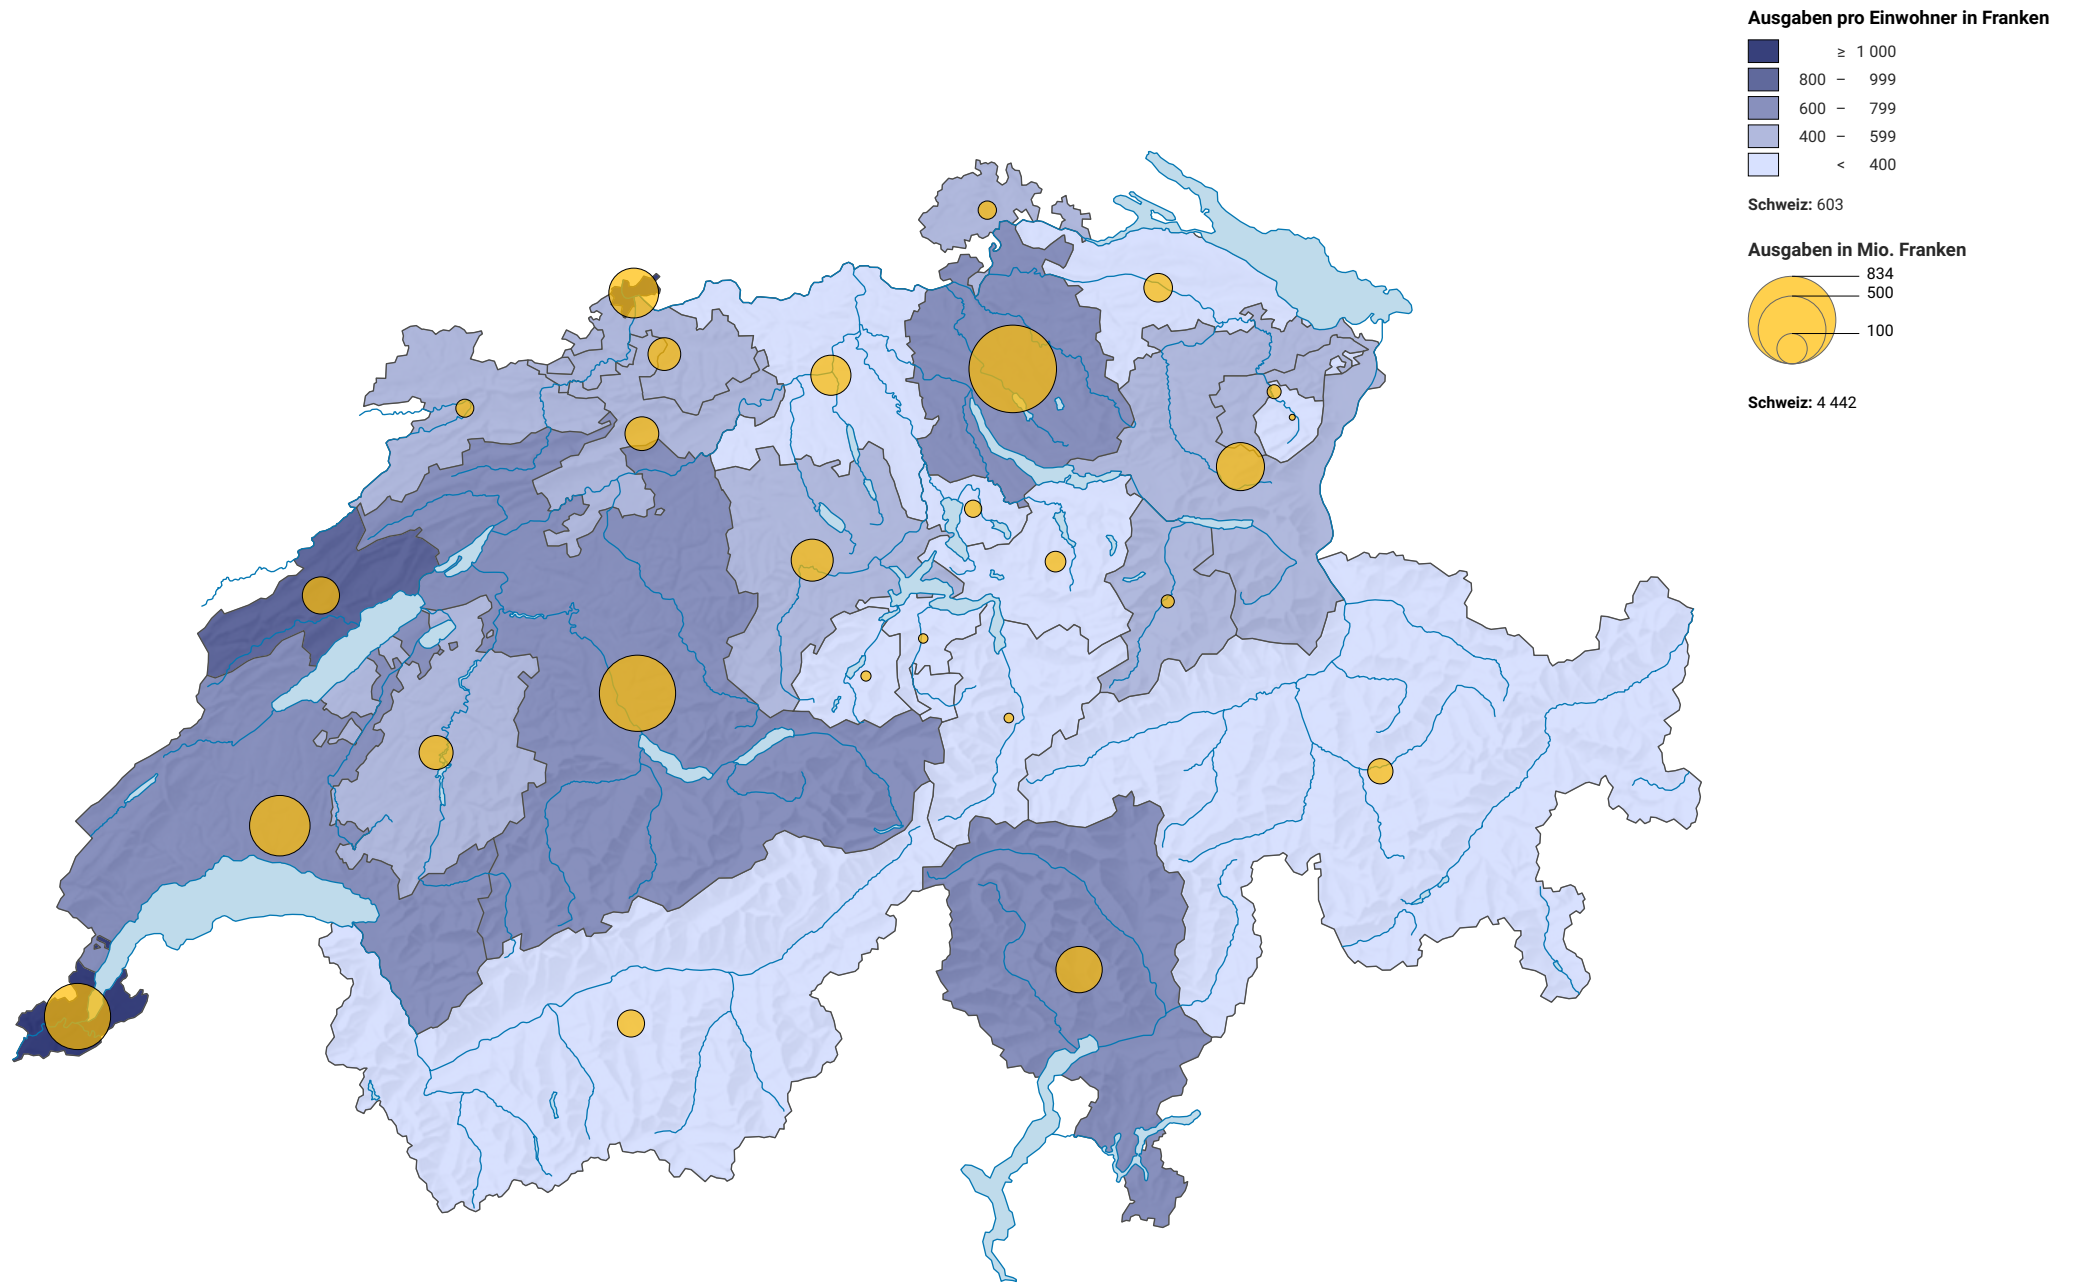 Ausgaben pro Einwohner in Franken
≥ 1 000
800 – 999
600 – 799
400 – 599
< 400
Schweiz: 603
Ausgaben in Mio. Franken
834
500
100
Schweiz: 4 442